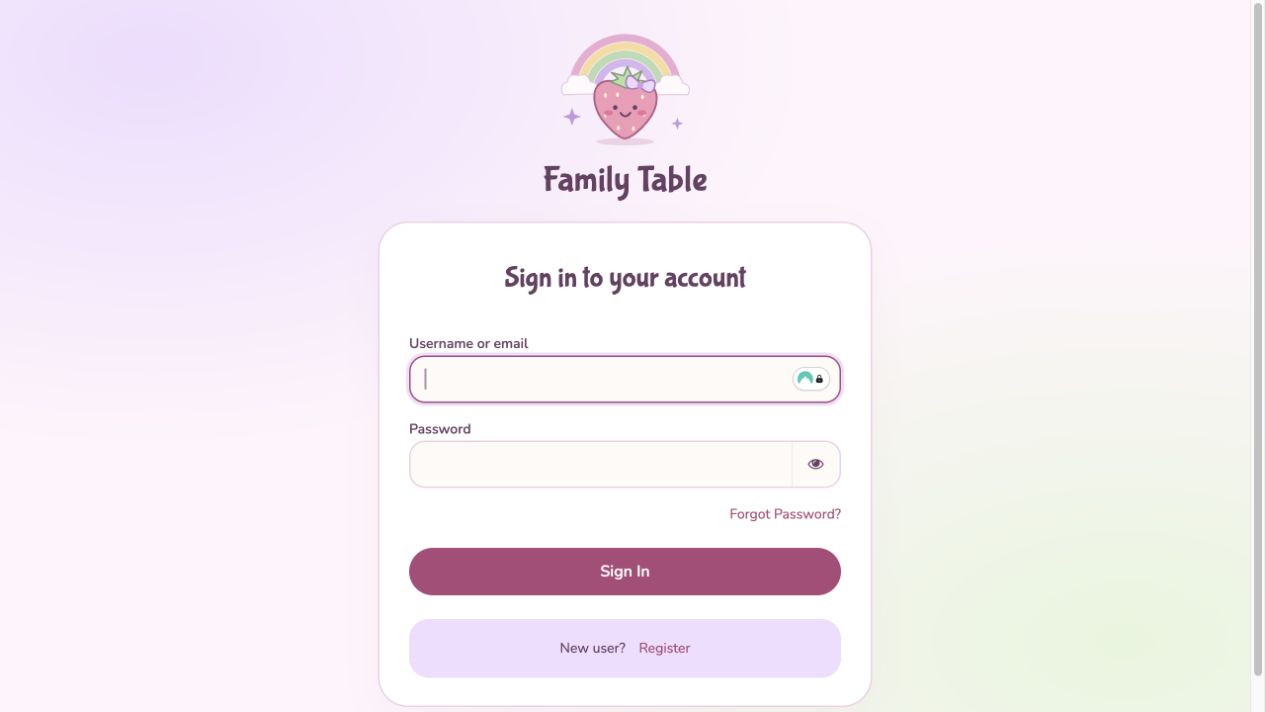 Family Table
Sign in to your account
Username or email
Password
Forgot Password?
Sign In
New user? Register